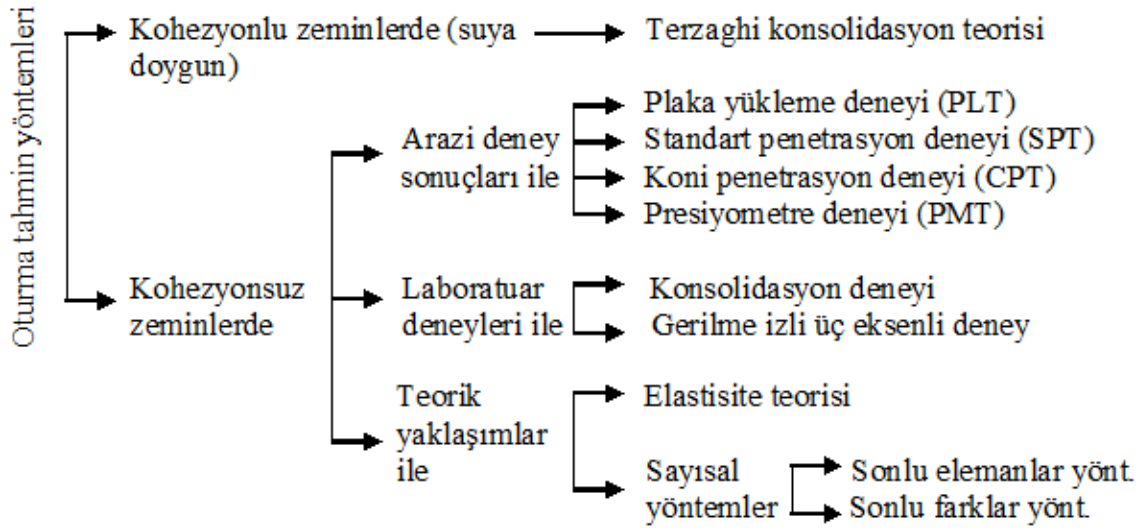 Oturma tahmin yöntemleri
Kohezyonlu zeminlerde (suya
doygun)
Terzaghi konsolidasyon teorisi
Arazi deney
sonuçları ile
Plaka yükleme deneyi (PLT)
Standart penetrasyon deneyi (SPT)
Koni penetrasyon deneyi (CPT)
Presiyometre deneyi (PMT)
Kohezyonsuz
zeminlerde
Laboratuar
deneyleri ile
Konsolidasyon deneyi
Gerilme izli üç eksenli deney
Teorik
yaklaşımlar
ile
Elastisite teorisi
Sayısal
yöntemler
Sonlu elemanlar yönt.
Sonlu farklar yönt.